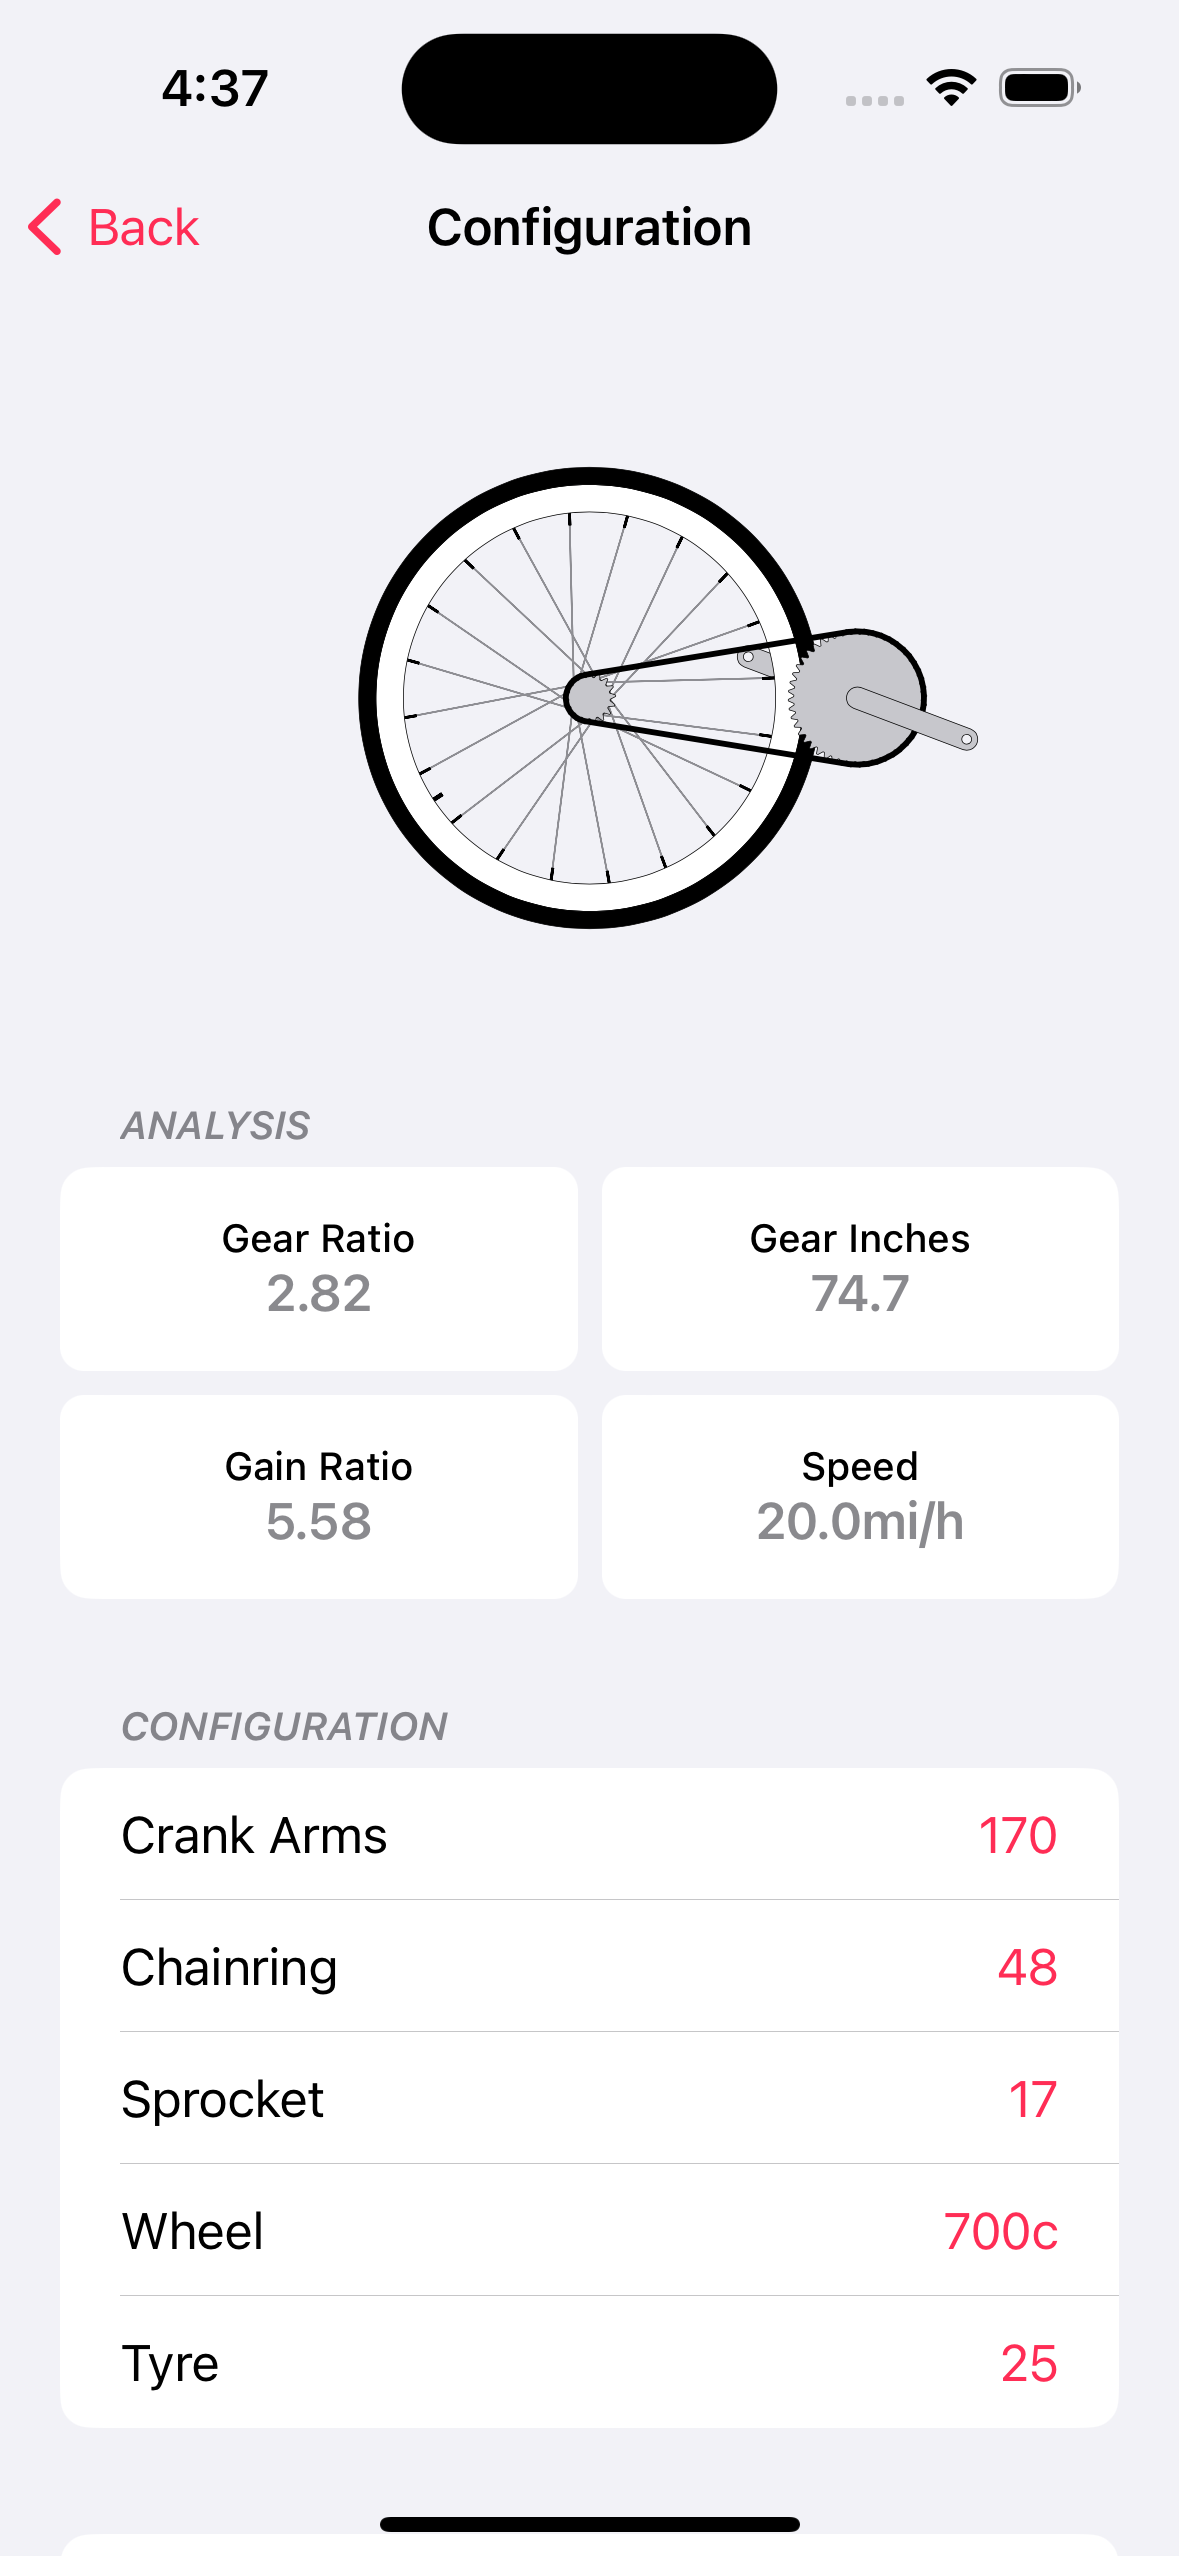 4:37
Back
Configuration
ANALYSIS
Gear Ratio
2.82
Gear Inches
74.7
Gain Ratio
5.58
Speed
20.0mi/h
CONFIGURATION
Crank Arms 170
Chainring 48
Sprocket 17
Wheel 700c
Tyre 25